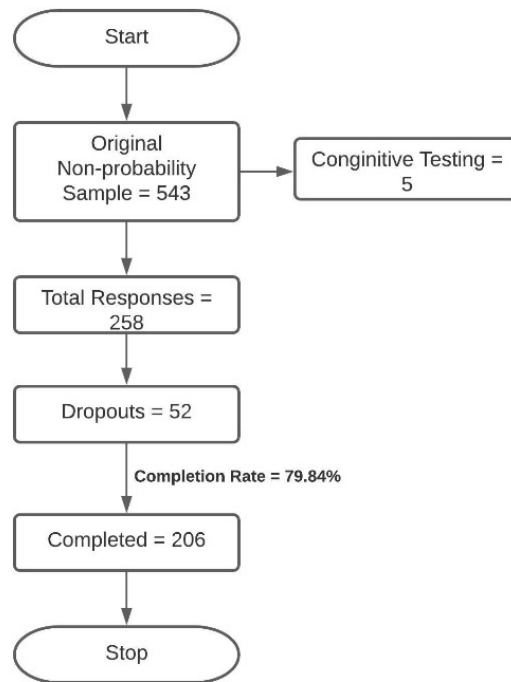 Start
Original
Non-probability
Sample = 543
Conginitive Testing =
5
Total Responses =
258
Dropouts = 52
Completion Rate = 79.84%
Completed = 206
Stop